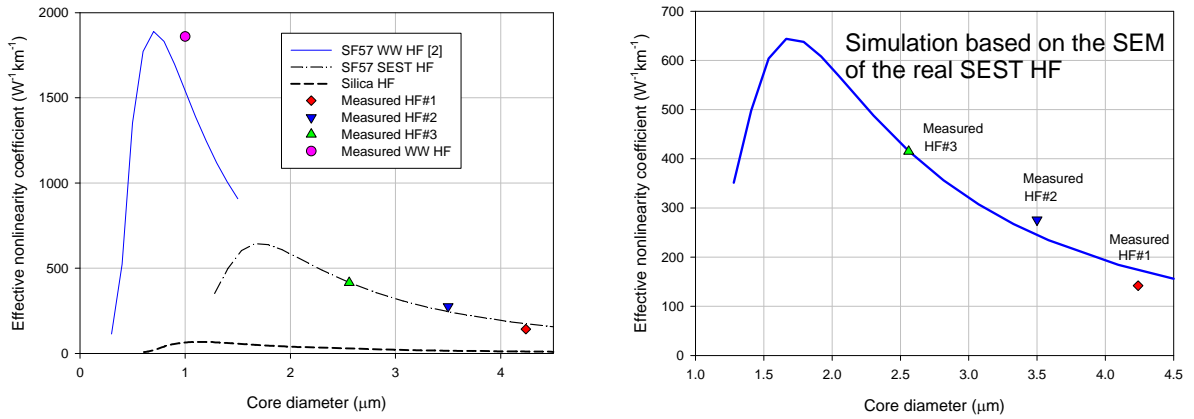 Effective nonlinearity coefficient (W⁻¹km⁻¹)
2000
1500
1000
500
0
0
1
2
3
4
Core diameter (μm)
SF57 WW HF [2]
SF57 SEST HF
Silica HF
Measured HF#1
Measured HF#2
Measured HF#3
Measured WW HF
Effective nonlinearity coefficient (W⁻¹km⁻¹)
700
600
500
400
300
200
100
0
1.0
1.5
2.0
2.5
3.0
3.5
4.0
4.5
Core diameter (μm)
Simulation based on the SEM
of the real SEST HF
Measured
HF#3
Measured
HF#2
Measured
HF#1